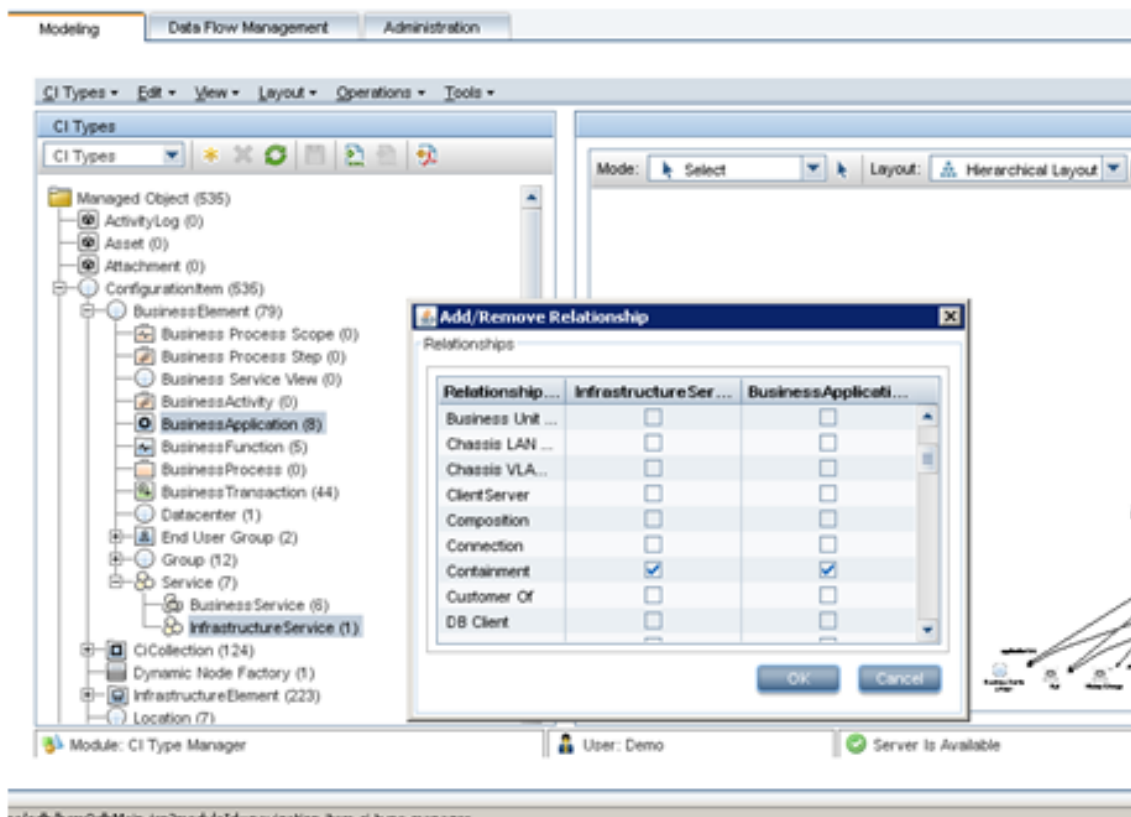 Modeling Data Flow Management Administration
CI Types Edit View Layout Operations Tools
CI Types
CI Types
Mode: Select Layout: Hierarchical Layout
Managed Object (535)
ActivityLog (0)
Asset (0)
Attachment (0)
ConfigurationItem (535)
BusinessElement (79)
Business Process Scope (0)
Business Process Step (0)
Business Service View (0)
BusinessActivity (0)
BusinessApplication (8)
BusinessFunction (5)
BusinessProcess (0)
BusinessTransaction (44)
Datacenter (1)
End User Group (2)
Group (12)
Service (7)
BusinessService (6)
InfrastructureService (1)
CiCollection (124)
Dynamic Node Factory (1)
InfrastructureElement (223)
Location (7)
Add/Remove Relationship
Relationships
Relationship... InfrastructureSer... BusinessApplicati...
Business Unit ...
Chassis LAN ...
Chassis VLA...
ClientServer
Composition
Connection
Containment
Customer Of
DB Client
OK Cancel
Module: CI Type Manager User: Demo Server Is Available